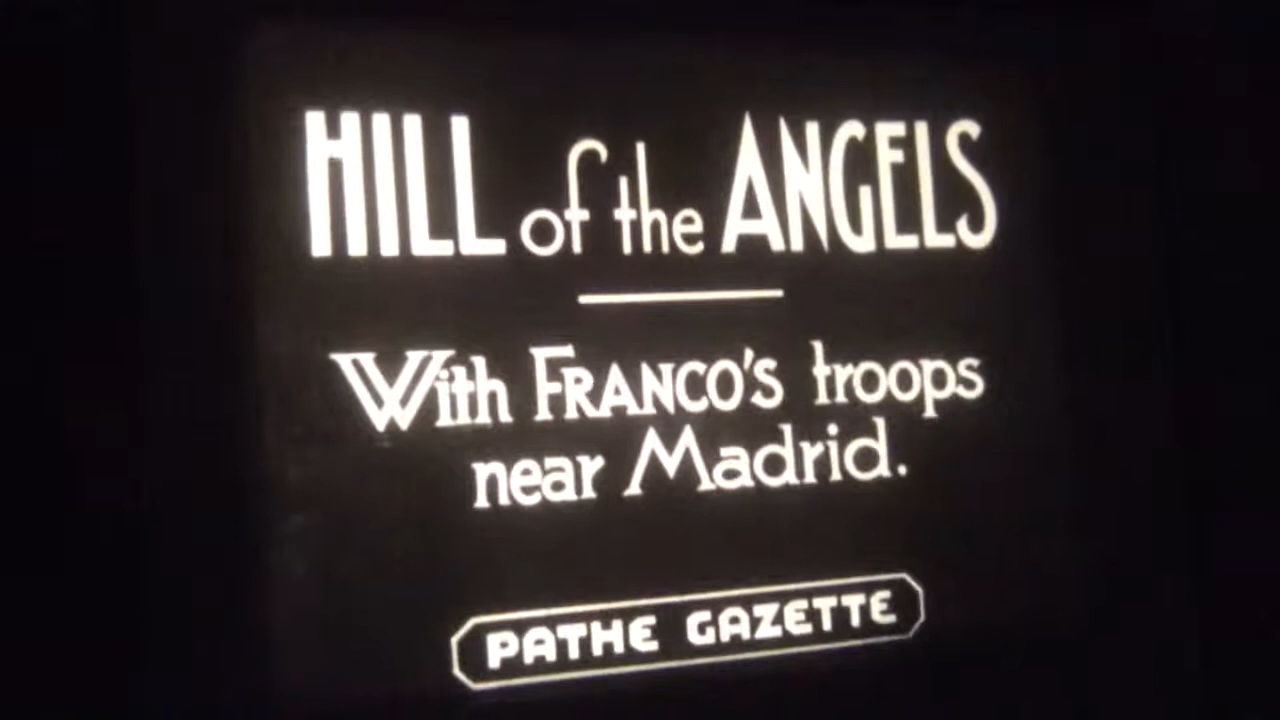 HILL of the ANGELS
With FRANCO'S troops
near Madrid.
PATHE GAZETTE